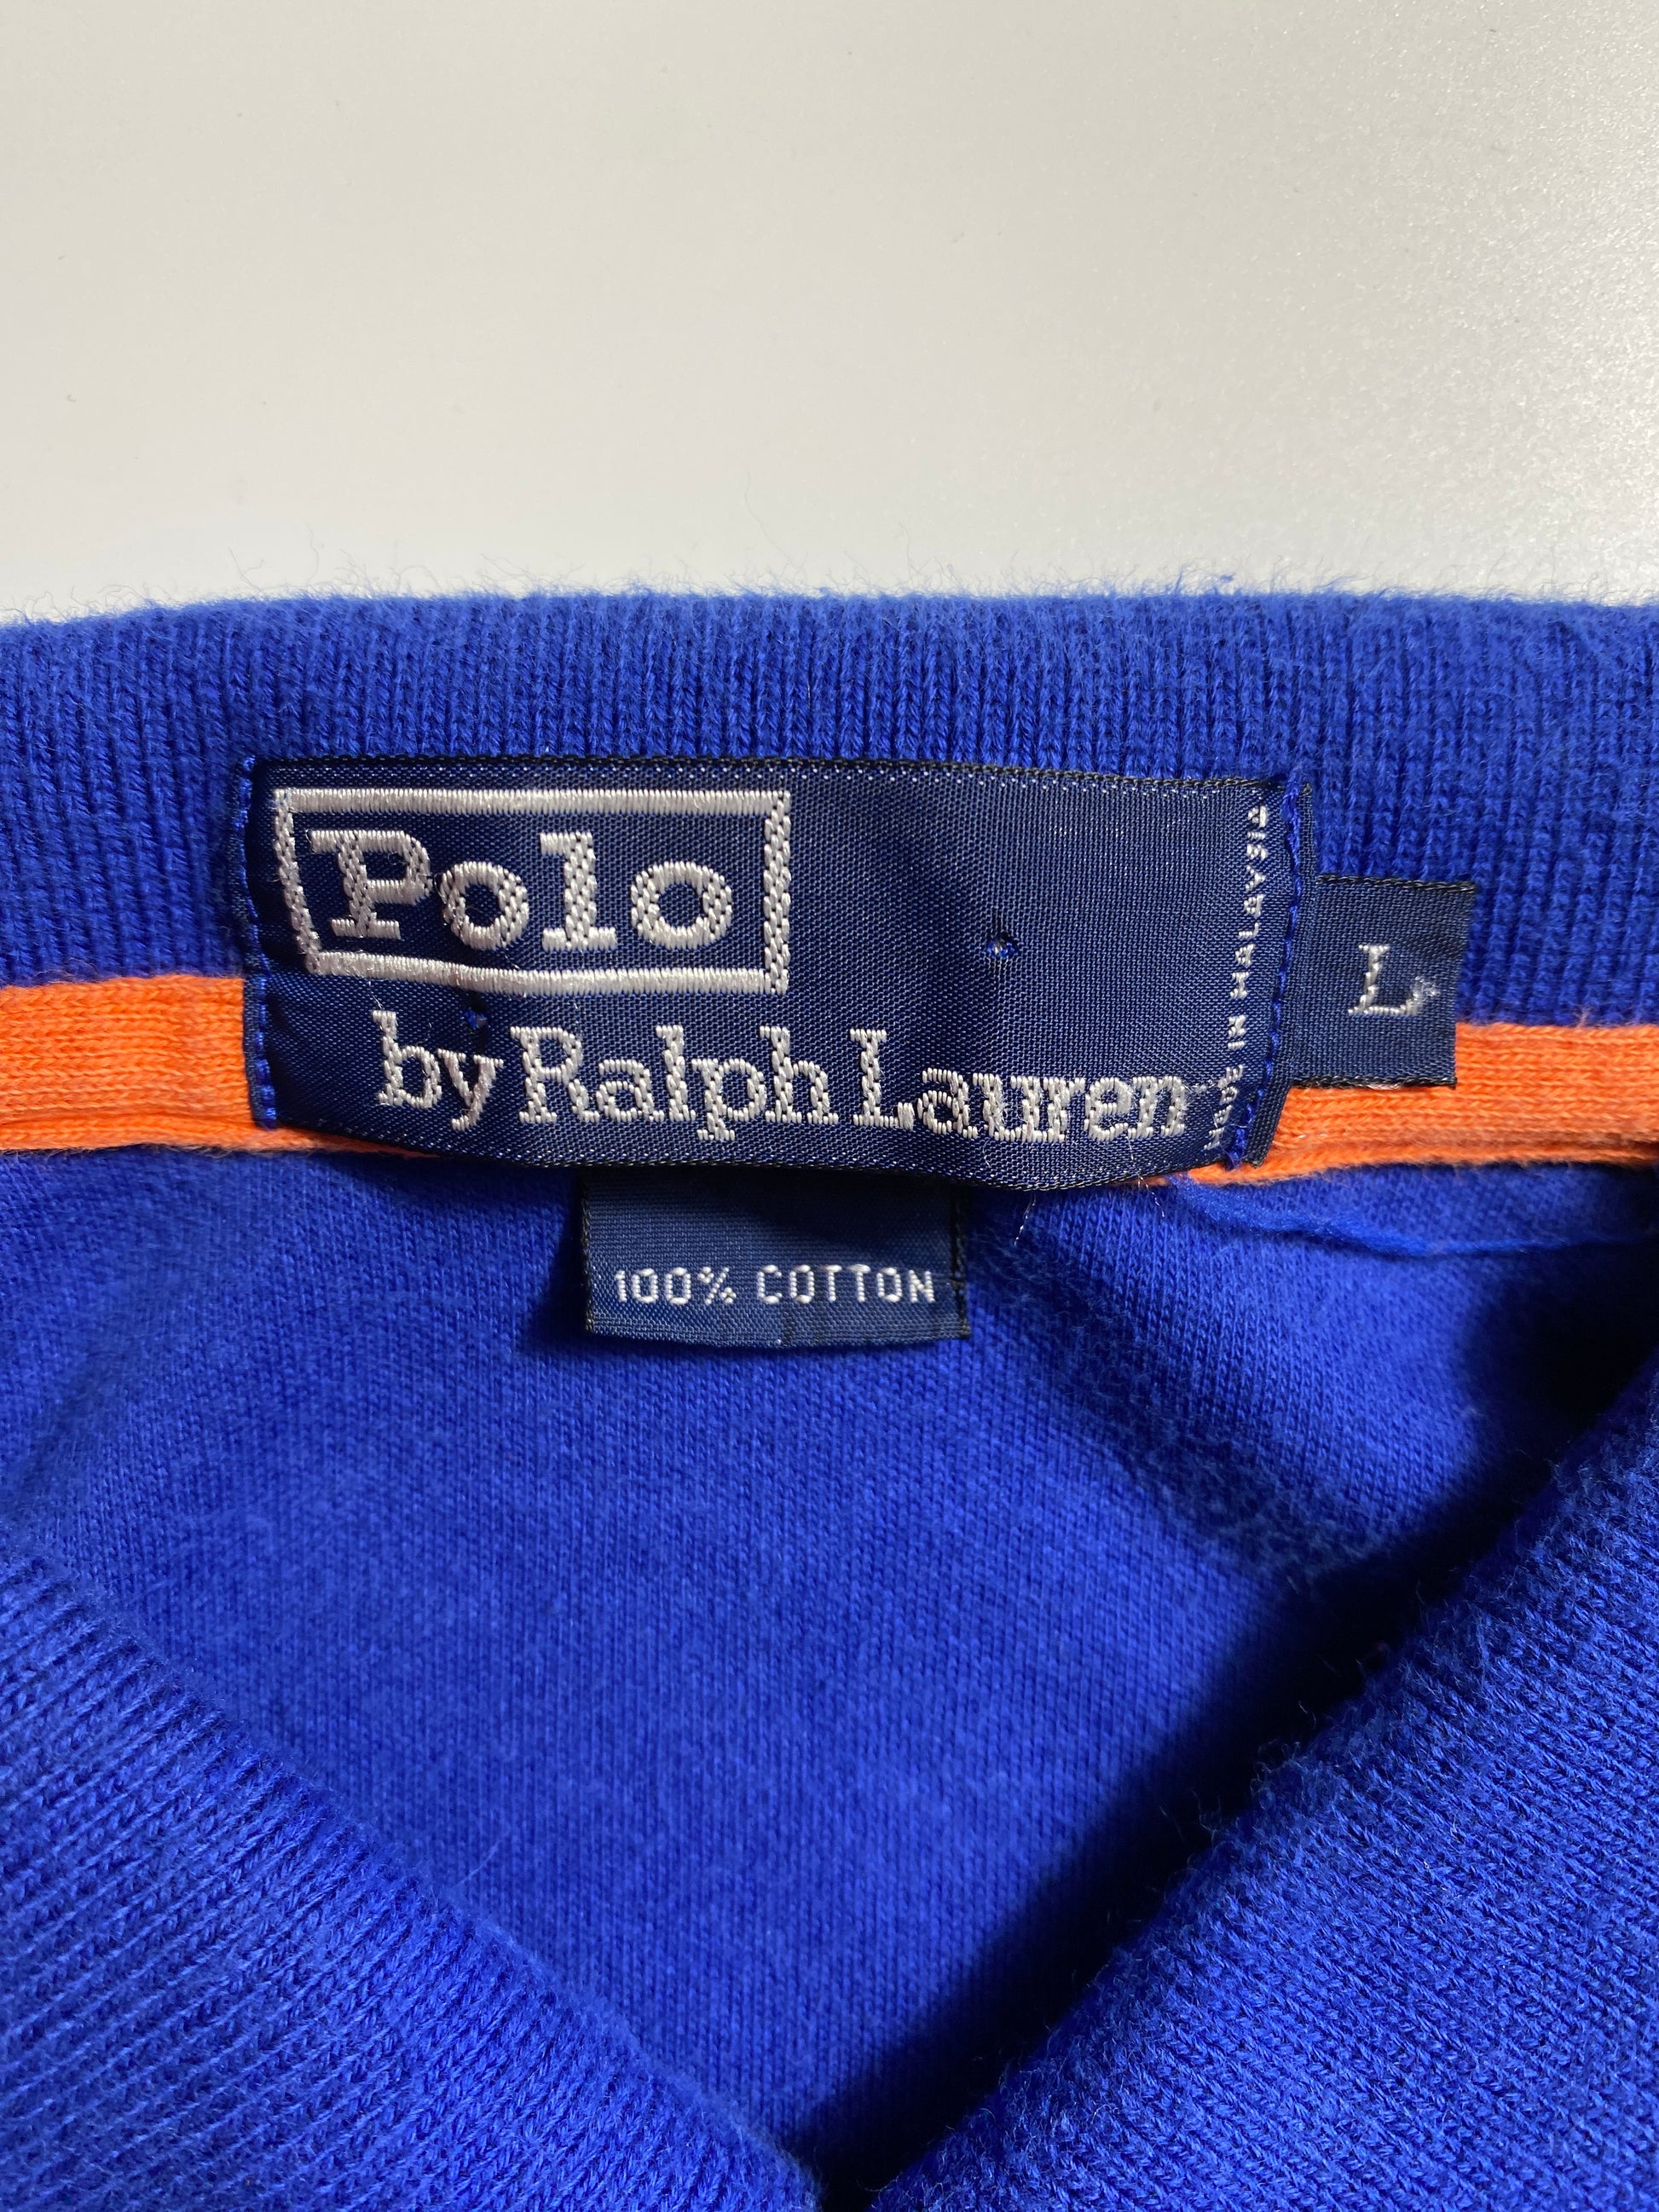 Polo
by Ralph Lauren
MADE IN MALAYSIA
L
100% COTTON